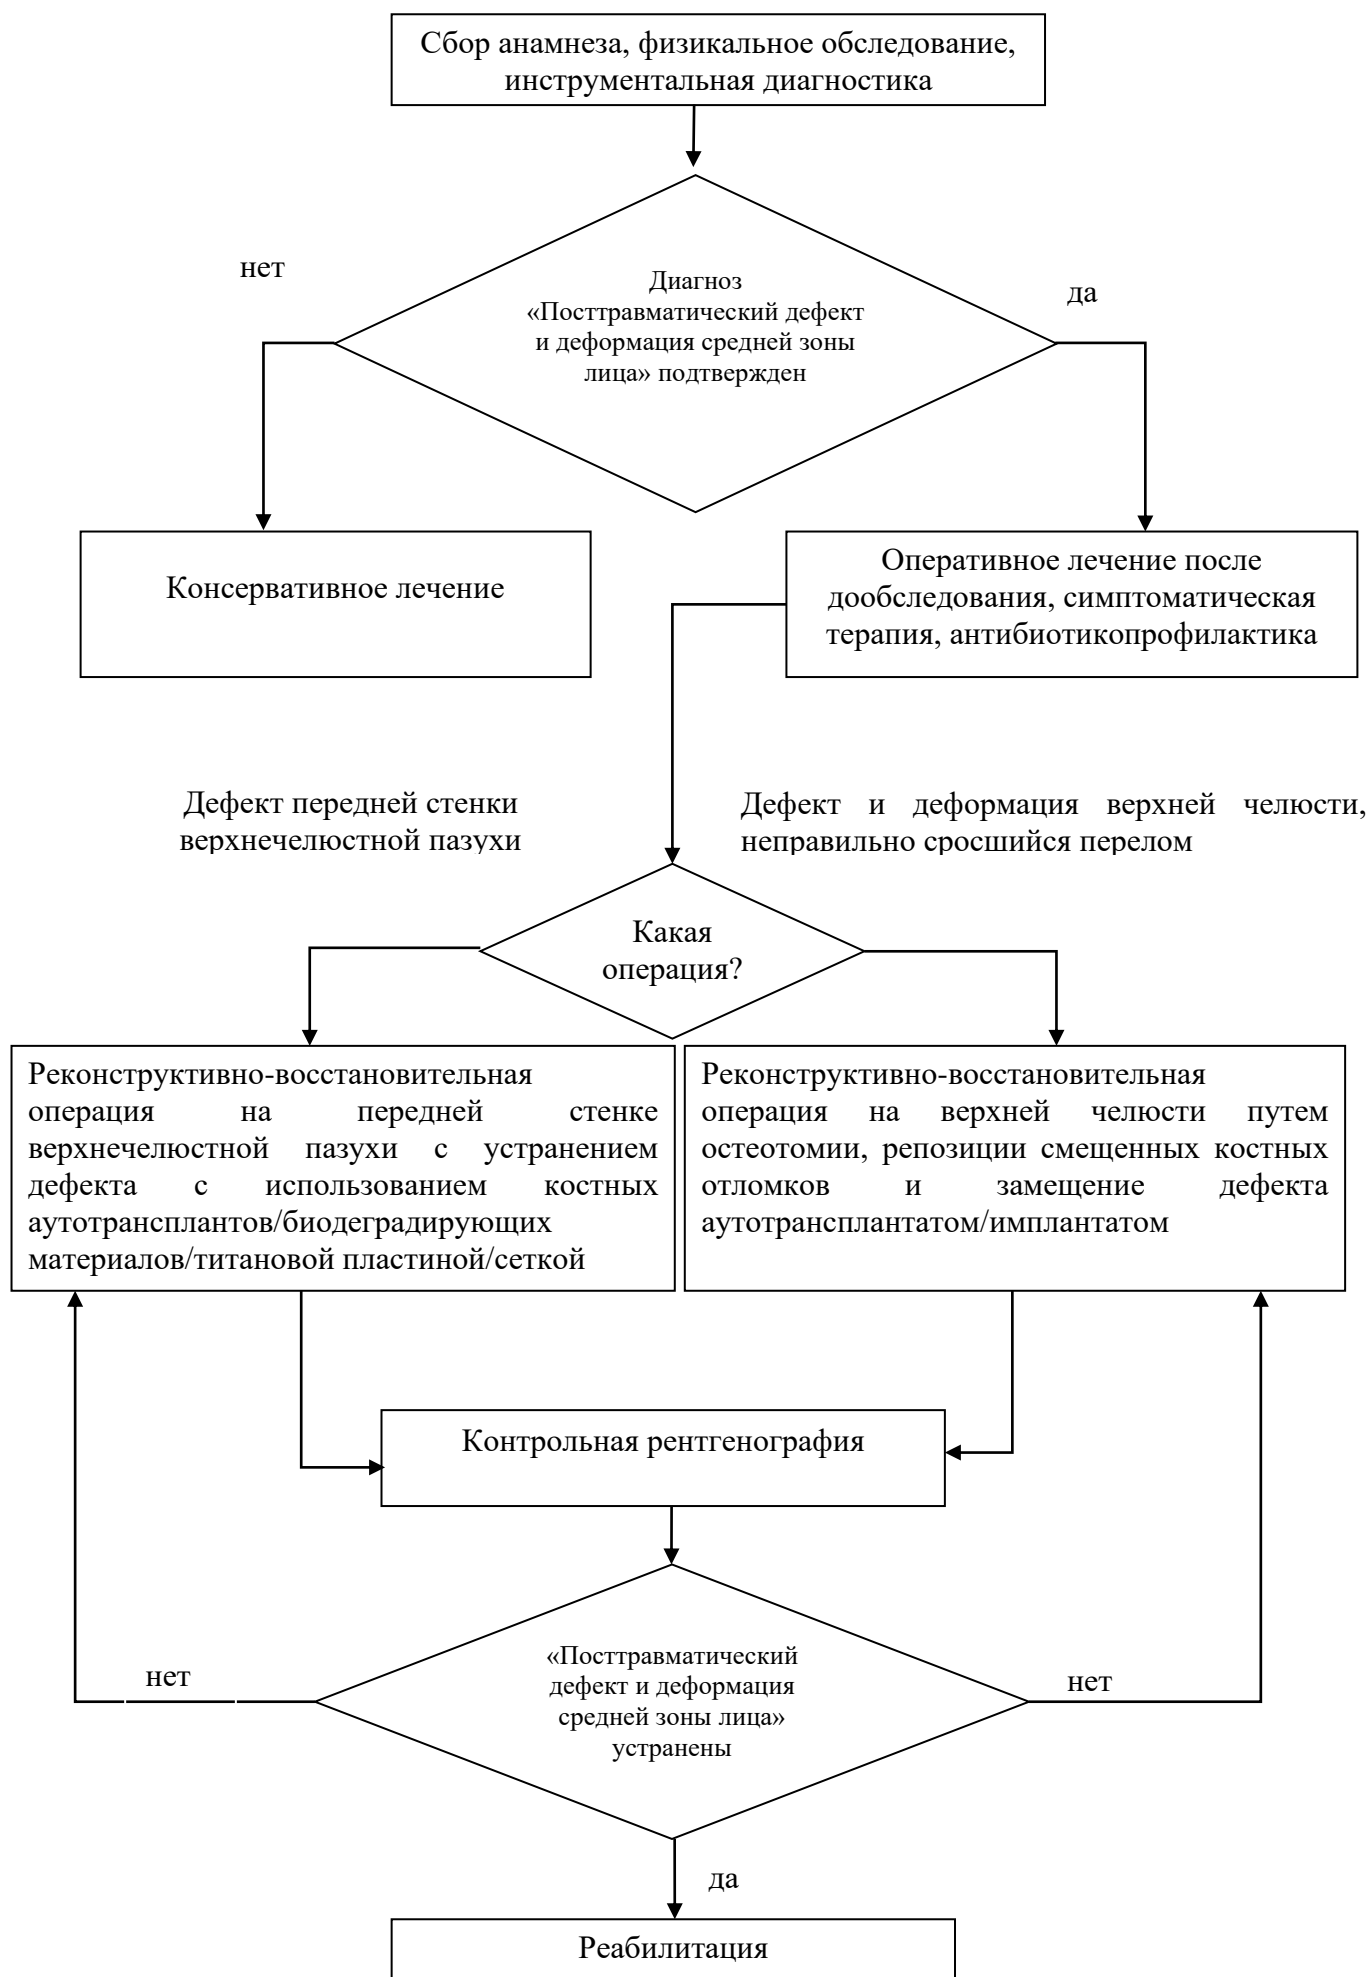 Сбор анамнеза, физикальное обследование,
инструментальная диагностика
нет
да
Диагноз
«Посттравматический дефект
и деформация средней зоны
лица» подтвержден
Консервативное лечение
Оперативное лечение после
дообследования, симптоматическая
терапия, антибиотикопрофилактика
Дефект передней стенки
верхнечелюстной пазухи
Дефект и деформация верхней челюсти,
неправильно сросшийся перелом
Какая
операция?
Реконструктивно-восстановительная
операция на передней стенке
верхнечелюстной пазухи с устранением
дефекта с использованием костных
аутотрансплантов/биодеградирующих
материалов/титановой пластиной/сеткой
Реконструктивно-восстановительная
операция на верхней челюсти путем
остеотомии, репозиции смещенных костных
отломков и замещение дефекта
аутотрансплантатом/имплантатом
Контрольная рентгенография
нет
«Посттравматический
дефект и деформация
средней зоны лица»
устранены
нет
да
Реабилитация